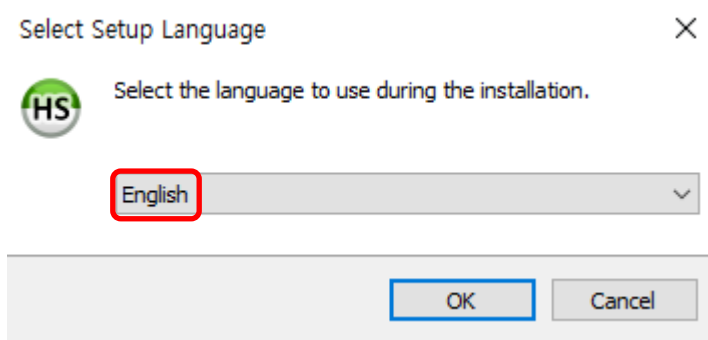 Select Setup Language
HS
Select the language to use during the installation.
English
OK
Cancel